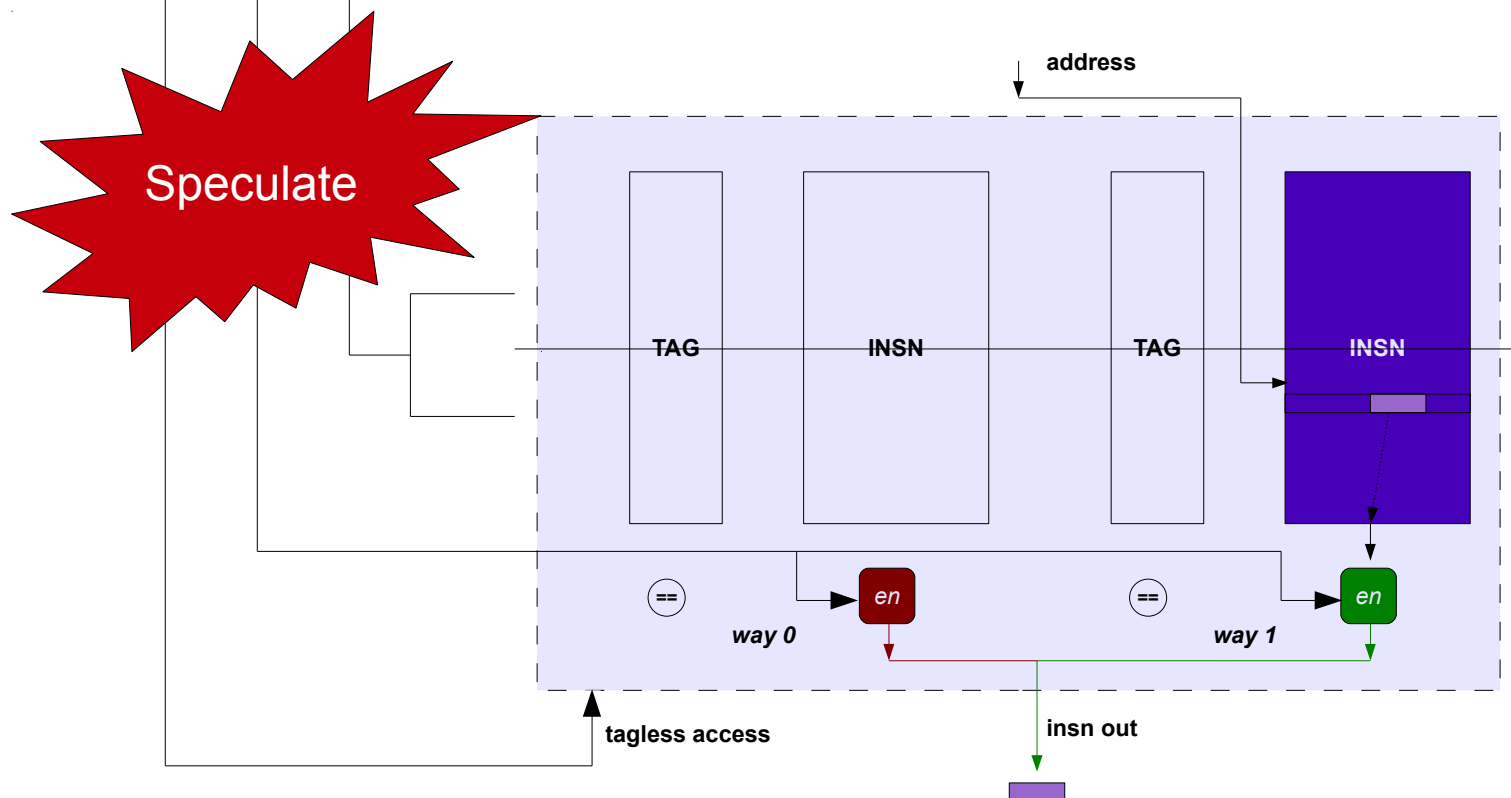 address
Speculate
TAG
INSN
TAG
INSN
==
en
==
en
way 0
way 1
tagless access
insn out